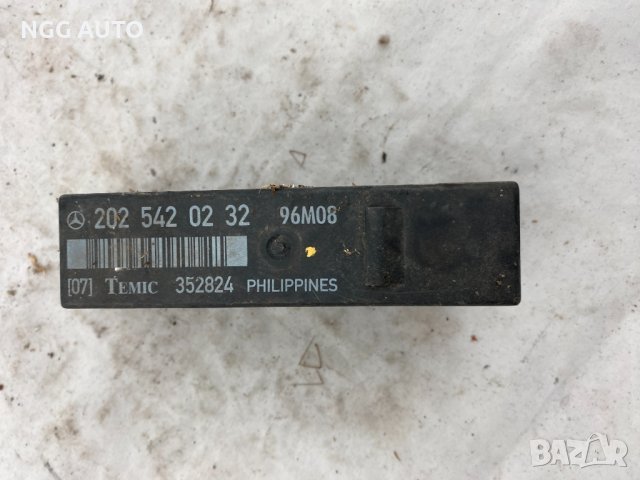 NGG AUTO
202 542 02 32 96M08
[07] TEMIC 352824 PHILIPPINES
BAZAR